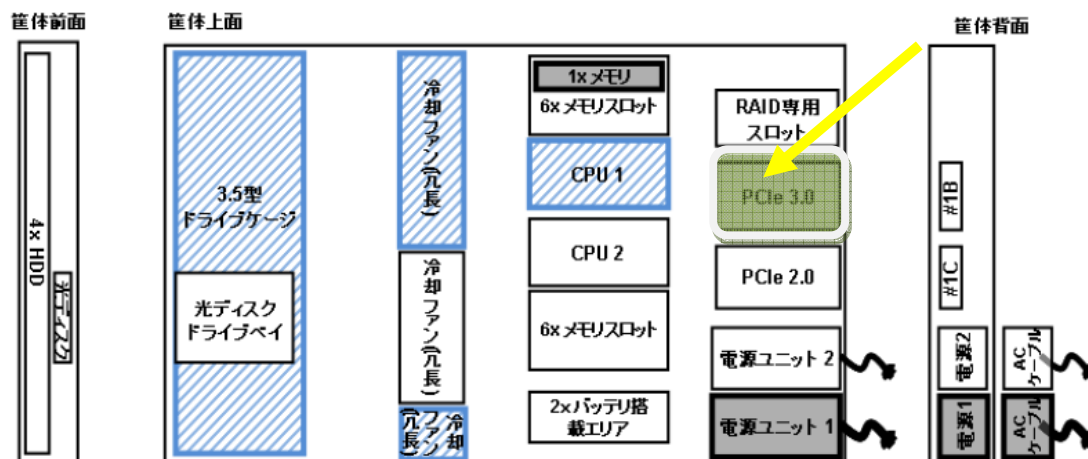 筐体前面
筐体上面
筐体背面
4x HDD
光ディスク
3.5型
ドライブケージ
光ディスク
ドライブベイ
冷却ファン(冗長)
冷却ファン(冗長)
冷却
ファン
(冗長)
1x メモリ
6x メモリスロット
CPU 1
CPU 2
6x メモリスロット
2x バッテリ搭
載エリア
RAID専用
スロット
PCIe 3.0
PCIe 2.0
電源ユニット 2
電源ユニット 1
#1B
#1C
電源2
電源1
AC
ケーブル
AC
ケーブル